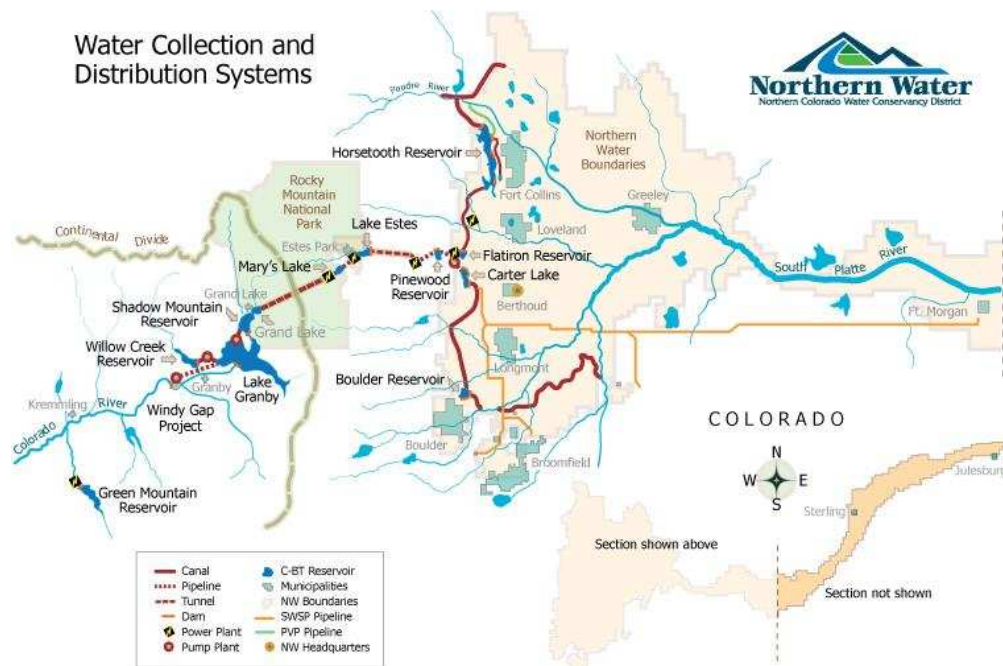 Water Collection and
Distribution Systems
Northern Water
Northern Colorado Water Conservancy District
Poudre River
Horsetooth Reservoir
Northern
Water
Boundaries
Fort Collins
Greeley
Rocky
Mountain
National
Park
Continental Divide
Lake Estes
Estes Park
Loveland
Mary's Lake
Flatiron Reservoir
Pinewood
Reservoir
Carter Lake
Berthoud
South Platte River
Ft. Morgan
Grand Lake
Shadow Mountain
Reservoir
Grand Lake
Willow Creek
Reservoir
Longmont
Boulder Reservoir
Lake
Granby
Granby
Kremmling
Windy Gap
Project
Colorado River
COLORADO
Boulder
Broomfield
N
W E
S
Julesburg
Green Mountain
Reservoir
Sterling
Section shown above
Section not shown
Canal
Pipeline
Tunnel
Dam
Power Plant
Pump Plant
C-BT Reservoir
Municipalities
NW Boundaries
SWSP Pipeline
PVP Pipeline
NW Headquarters